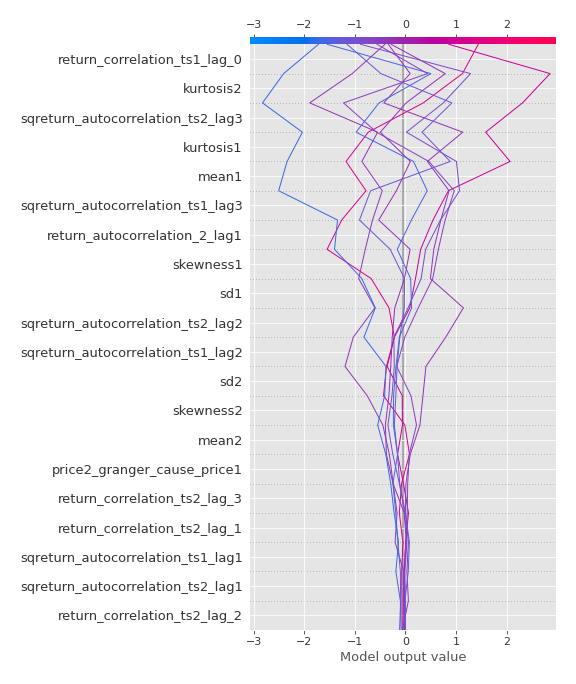 −3 −2 −1 0 1 2
return_correlation_ts1_lag_0
kurtosis2
sqreturn_autocorrelation_ts2_lag3
kurtosis1
mean1
sqreturn_autocorrelation_ts1_lag3
return_autocorrelation_2_lag1
skewness1
sd1
sqreturn_autocorrelation_ts2_lag2
sqreturn_autocorrelation_ts1_lag2
sd2
skewness2
mean2
price2_granger_cause_price1
return_correlation_ts2_lag_3
return_correlation_ts2_lag_1
sqreturn_autocorrelation_ts1_lag1
sqreturn_autocorrelation_ts2_lag1
return_correlation_ts2_lag_2
−3 −2 −1 0 1 2
Model output value